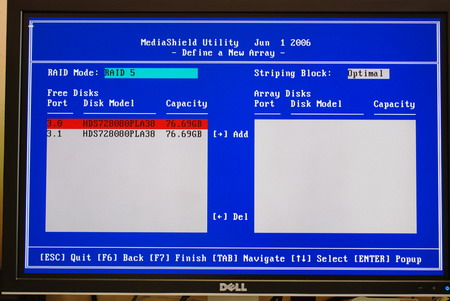 MediaShield Utility Jun 1 2006
- Define a New Array -
RAID Mode: RAID 5 Striping Block: Optimal
Free Disks Array Disks
Port Disk Model Capacity Port Disk Model Capacity
3.0 HDS728080PLA38 76.69GB
3.1 HDS728080PLA38 76.69GB
[→] Add
[←] Del
[ESC] Quit [F6] Back [F7] Finish [TAB] Navigate [↑↓] Select [ENTER] Popup
DELL